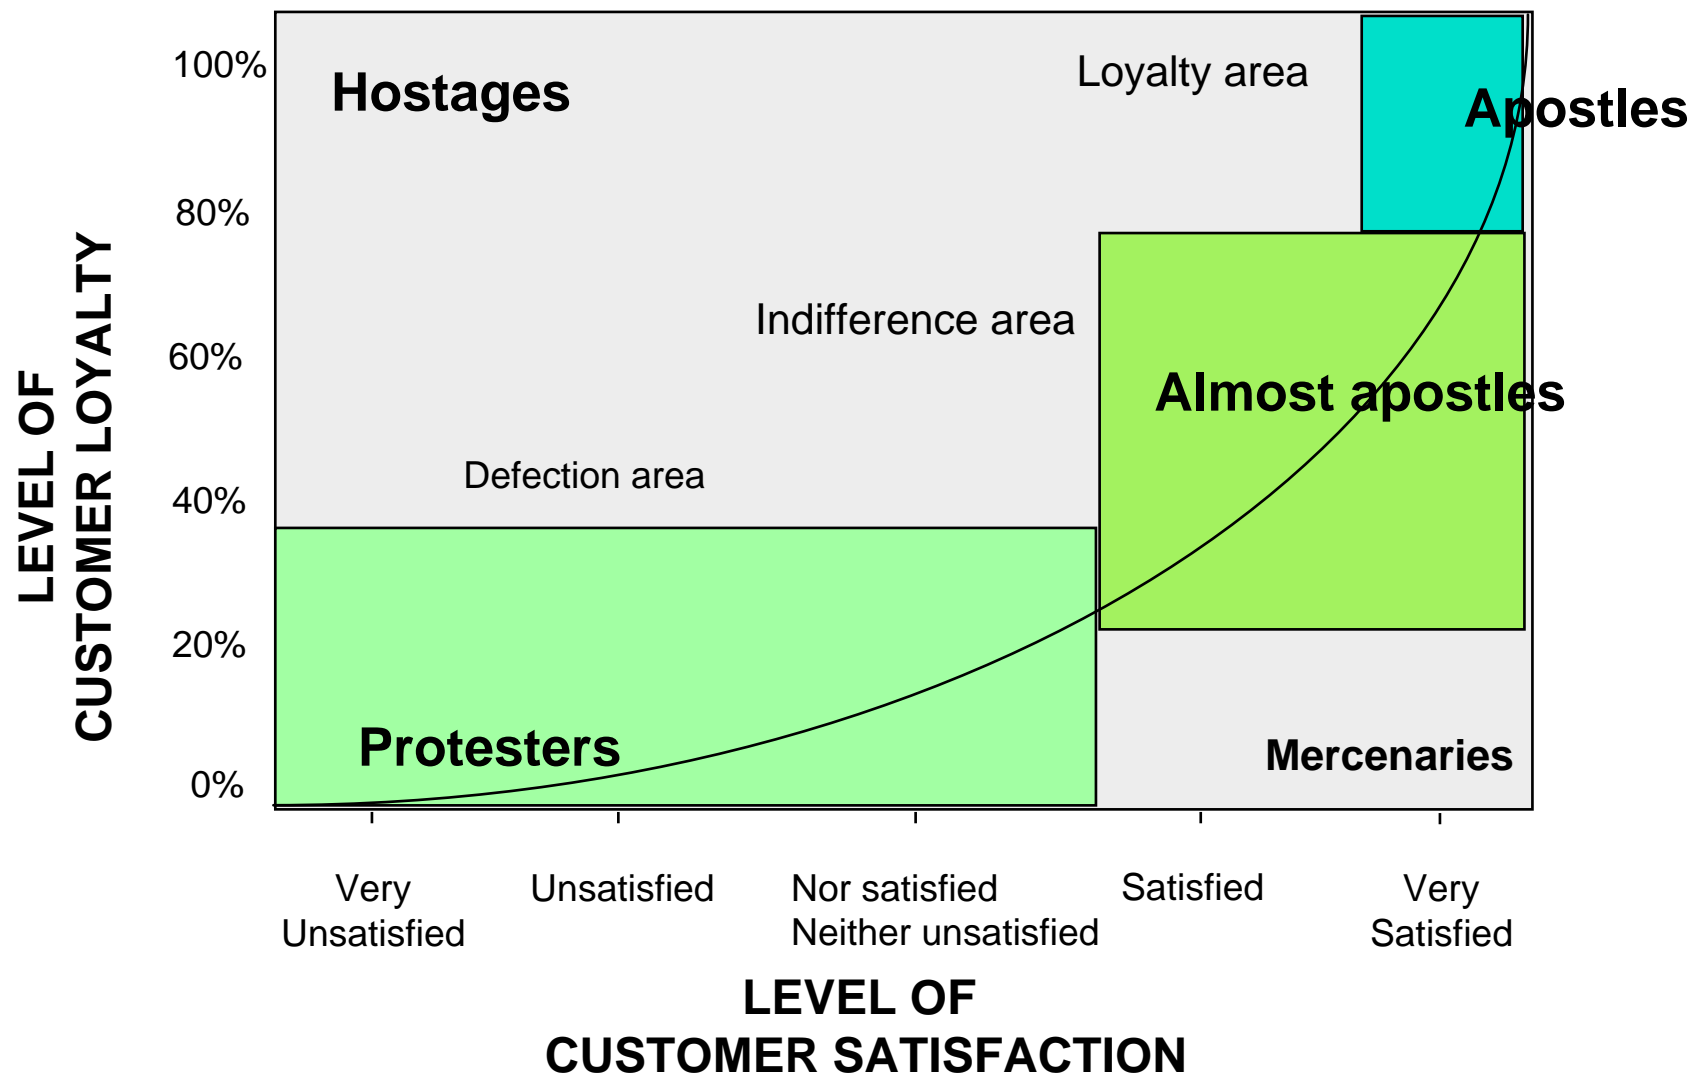 100%
Loyalty area
Hostages
Apostles
80%
Indifference area
60%
Almost apostles
LEVEL OF
CUSTOMER LOYALTY
Defection area
40%
20%
Protesters
Mercenaries
0%
Very
Unsatisfied
Unsatisfied
Nor satisfied
Neither unsatisfied
Satisfied
Very
Satisfied
LEVEL OF
CUSTOMER SATISFACTION